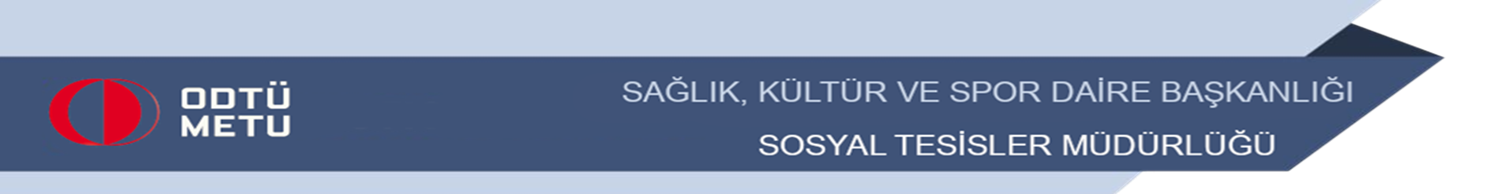 ODTÜ
METU
SAĞLIK, KÜLTÜR VE SPOR DAİRE BAŞKANLIĞI
SOSYAL TESİSLER MÜDÜRLÜĞÜ